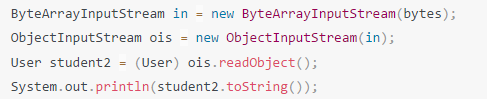 ByteArrayInputStream in = new ByteArrayInputStream(bytes);
ObjectInputStream ois = new ObjectInputStream(in);
User student2 = (User) ois.readObject();
System.out.println(student2.toString());